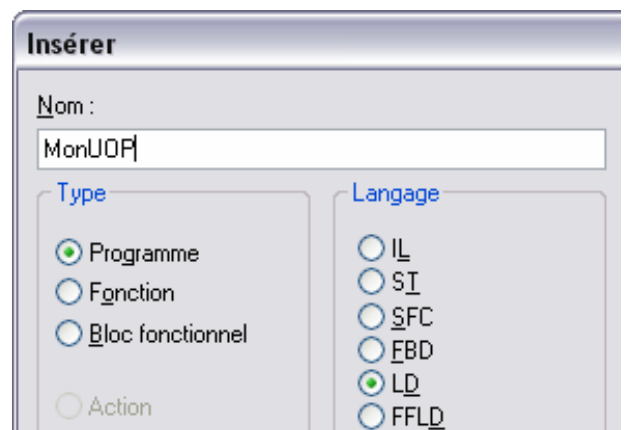 Insérer
Nom :
MonUOP
Type
Programme
Fonction
Bloc fonctionnel
Action
Langage
IL
ST
SFC
FBD
LD
FFLD